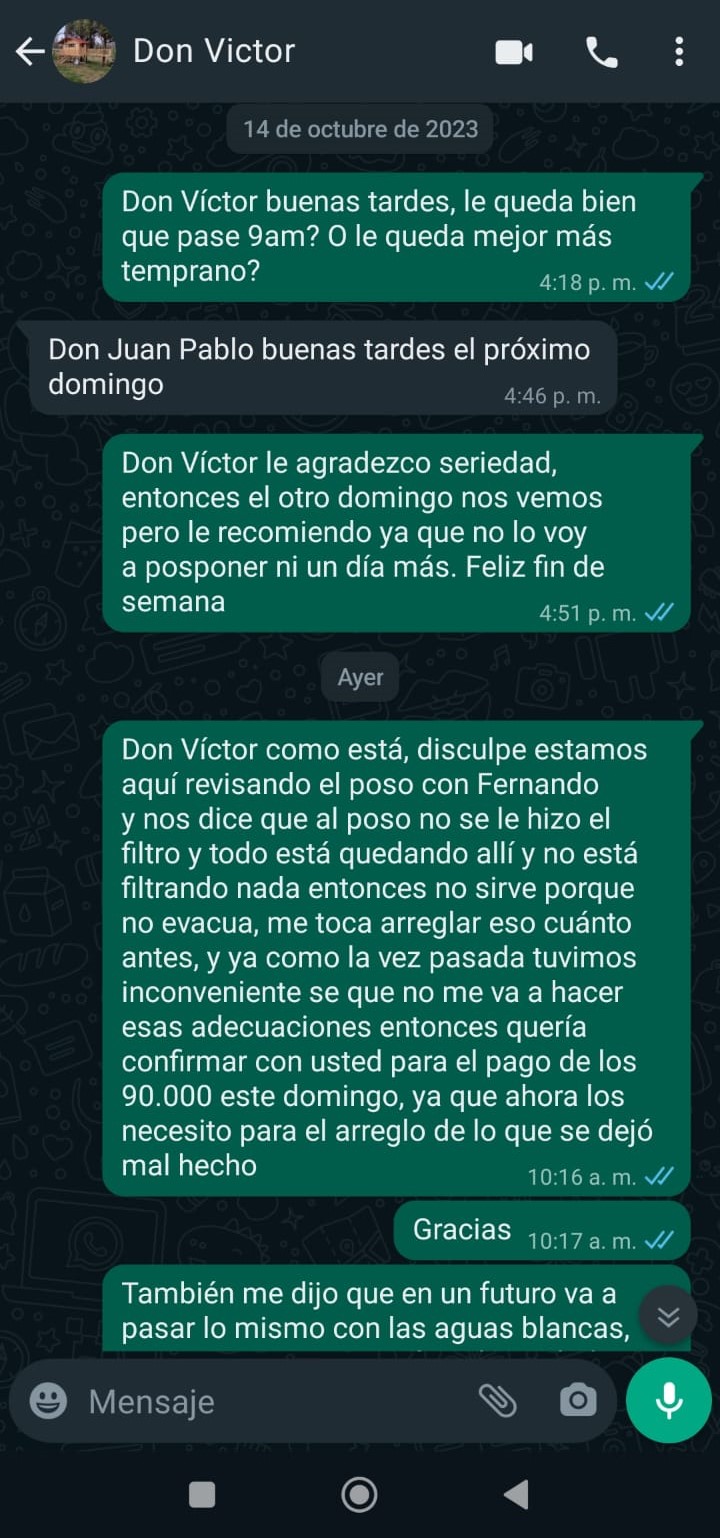 Don Victor
14 de octubre de 2023
Don Víctor buenas tardes, le queda bien
que pase 9am? O le queda mejor más
temprano?
4:18 p. m.
Don Juan Pablo buenas tardes el próximo
domingo
4:46 p. m.
Don Víctor le agradezco seriedad,
entonces el otro domingo nos vemos
pero le recomiendo ya que no lo voy
a posponer ni un día más. Feliz fin de
semana
4:51 p. m.
Ayer
Don Víctor como está, disculpe estamos
aquí revisando el poso con Fernando
y nos dice que al poso no se le hizo el
filtro y todo está quedando allí y no está
filtrando nada entonces no sirve porque
no evacua, me toca arreglar eso cuánto
antes, y ya como la vez pasada tuvimos
inconveniente se que no me va a hacer
esas adecuaciones entonces quería
confirmar con usted para el pago de los
90.000 este domingo, ya que ahora los
necesito para el arreglo de lo que se dejó
mal hecho
10:16 a. m.
Gracias 10:17 a. m.
También me dijo que en un futuro va a
pasar lo mismo con las aguas blancas,
Mensaje